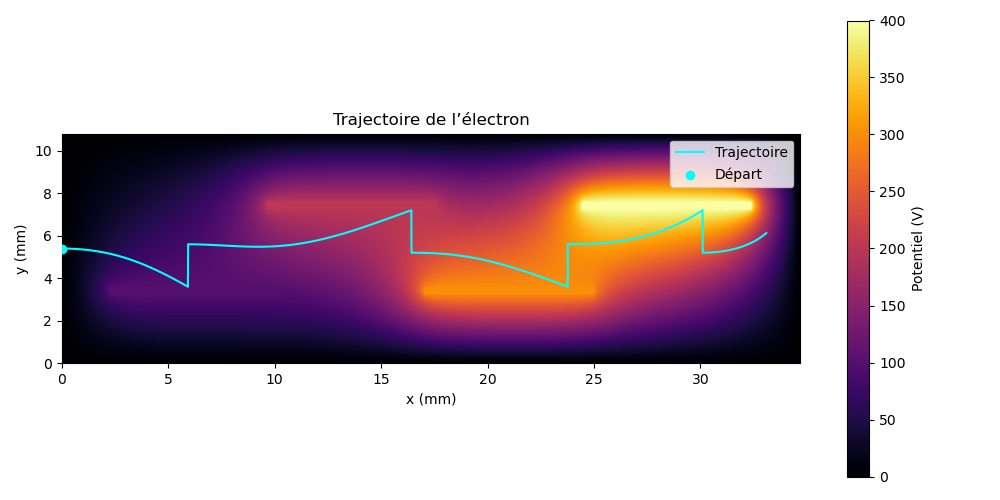 Trajectoire de l’électron
Trajectoire
Départ
y (mm)
10
8
6
4
2
0
0 5 10 15 20 25 30
x (mm)
400
350
300
250
200
150
100
50
0
Potentiel (V)